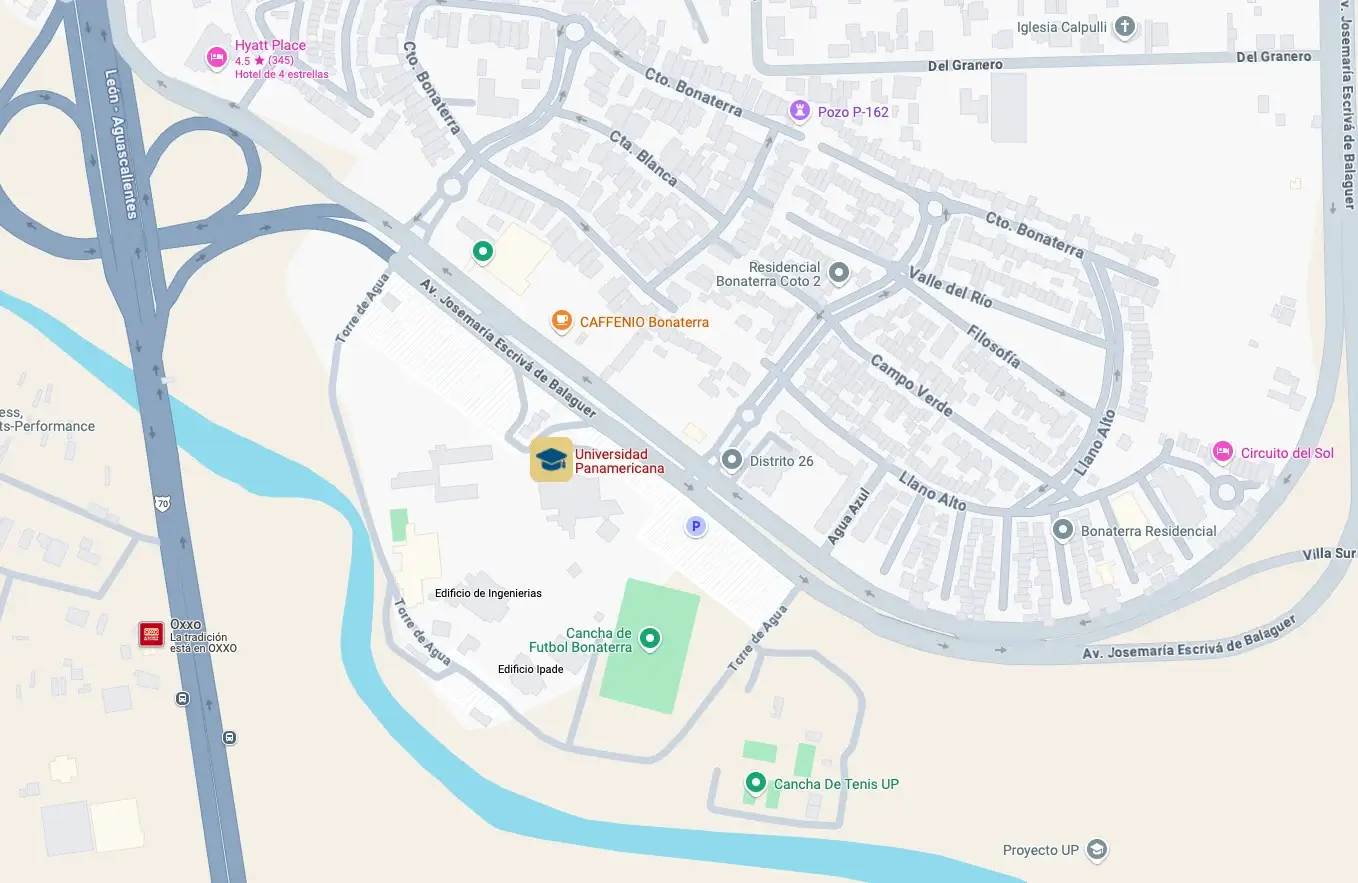 Iglesia Calpulli
Av. Josemaría Escrivá de Balaguer
Hyatt Place
4.5 ★ (345)
Hotel de 4 estrellas
Del Granero
Del Granero
León - Aguascalientes
Cto. Bonaterra
Cto. Bonaterra
Pozo P-162
Cta. Blanca
Cto. Bonaterra
Residencial
Bonaterra Coto 2
Valle del Río
Torre de Agua
Av. Josemaría Escrivá de Balaguer
CAFFENIO Bonaterra
Filosofía
Campo Verde
ess,
ts-Performance
Llano Alto
Universidad
Panamericana
Distrito 26
Circuito del Sol
Llano Alto
70
Agua Azul
P
Bonaterra Residencial
Villa Sur
Edificio de Ingenierias
Torre de Agua
Oxxo
La tradición
está en OXXO
Cancha de
Futbol Bonaterra
Torre de Agua
Av. Josemaría Escrivá de Balaguer
Edificio Ipade
Cancha De Tenis UP
Proyecto UP